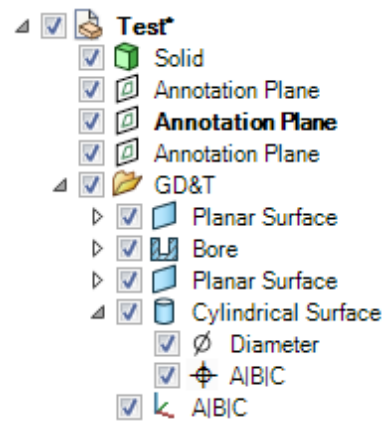 Test*
Solid
Annotation Plane
Annotation Plane
Annotation Plane
GD&T
Planar Surface
Bore
Planar Surface
Cylindrical Surface
Diameter
A|B|C
A|B|C